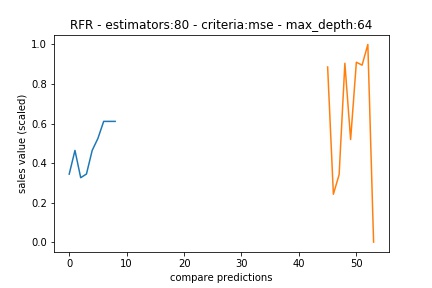 RFR - estimators:80 - criteria:mse - max_depth:64
sales value (scaled)
1.0
0.8
0.6
0.4
0.2
0.0
0 10 20 30 40 50
compare predictions